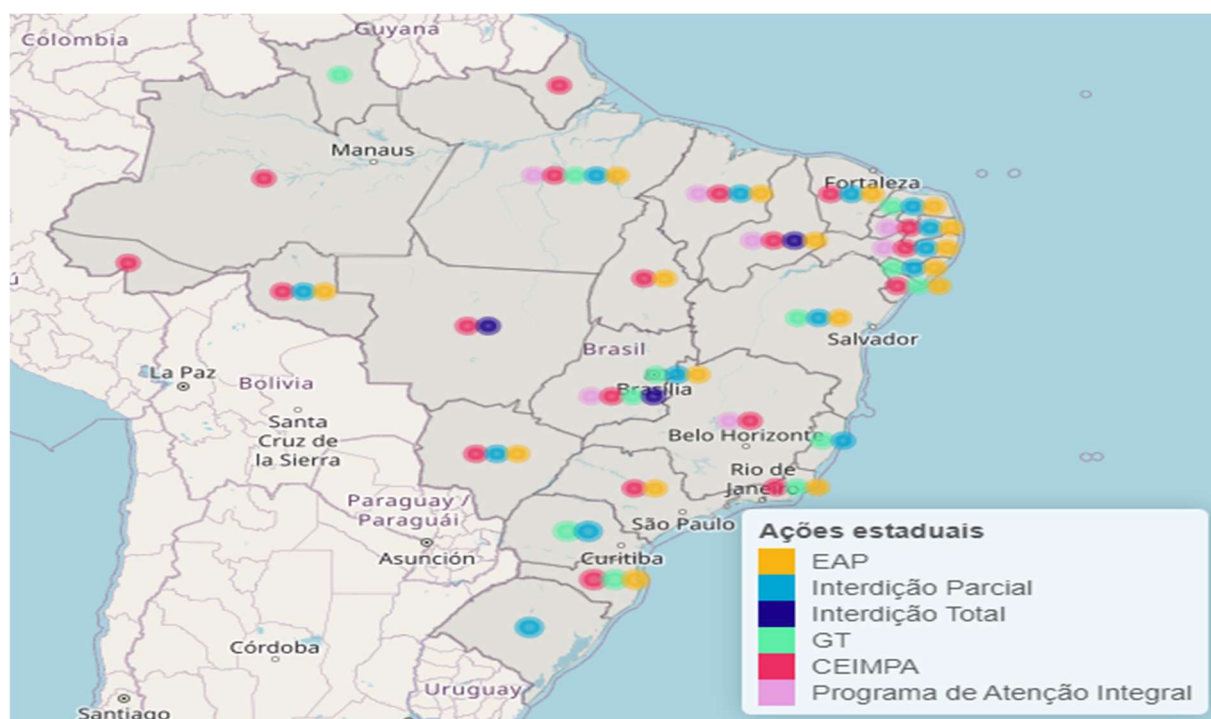 Guyana
Colombia
Manaus
Fortaleza
ú
Brasil
Salvador
La Paz
Bolivia
Brasília
Santa
Cruz de
la Sierra
Belo Horizonte
Rio de
Janeiro
Paraguay /
Paraguái
São Paulo
Asunción
Curitiba
Córdoba
Uruguay
Santiago
Ações estaduais
EAP
Interdição Parcial
Interdição Total
GT
CEIMPA
Programa de Atenção Integral